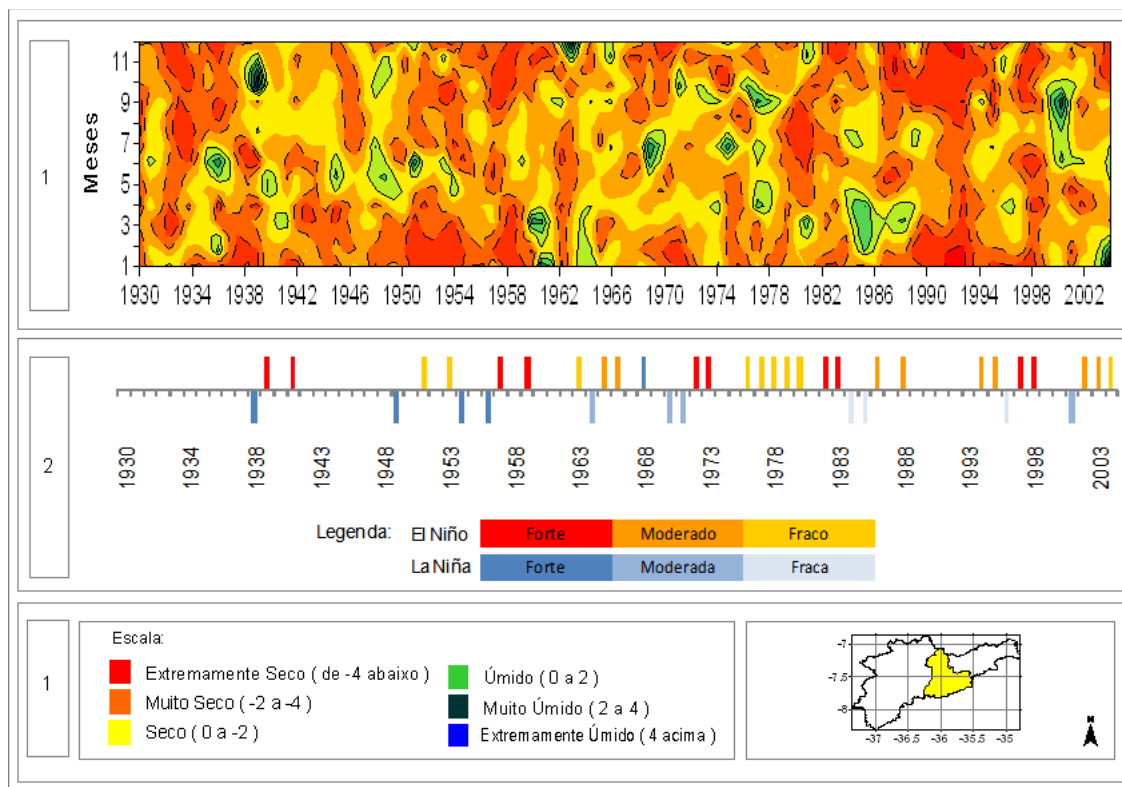 1
Meses
11
9
7
5
3
1
1930 1934 1938 1942 1946 1950 1954 1958 1962 1966 1970 1974 1978 1982 1986 1990 1994 1998 2002
2
1930 1934 1938 1943 1948 1953 1958 1963 1968 1973 1978 1983 1988 1993 1998 2003
Legenda: El Niño Forte Moderado Fraco
La Niña Forte Moderada Fraca
1
Escala:
Extremamente Seco ( de -4 abaixo )
Muito Seco ( -2 a -4 )
Seco ( 0 a -2 )
Úmido ( 0 a 2 )
Muito Úmido ( 2 a 4 )
Extremamente Úmido ( 4 acima )
-7
-7.5
-8
-37 -36.5 -36 -35.5 -35
N